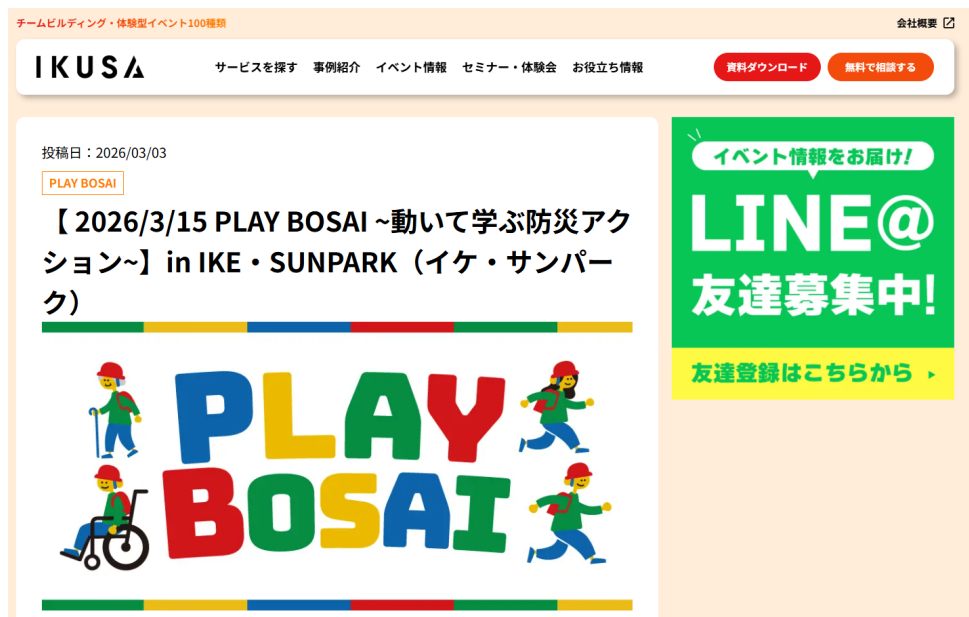 チームビルディング・体験型イベント100種類
会社概要
IKUSA
サービスを探す 事例紹介 イベント情報 セミナー・体験会 お役立ち情報
資料ダウンロード
無料で相談する
投稿日：2026/03/03
PLAY BOSAI
【 2026/3/15 PLAY BOSAI ~動いて学ぶ防災アク
ション~】in IKE・SUNPARK（イケ・サンパー
ク）
PLAY
BOSAI
イベント情報をお届け!
LINE@
友達募集中!
友達登録はこちらから